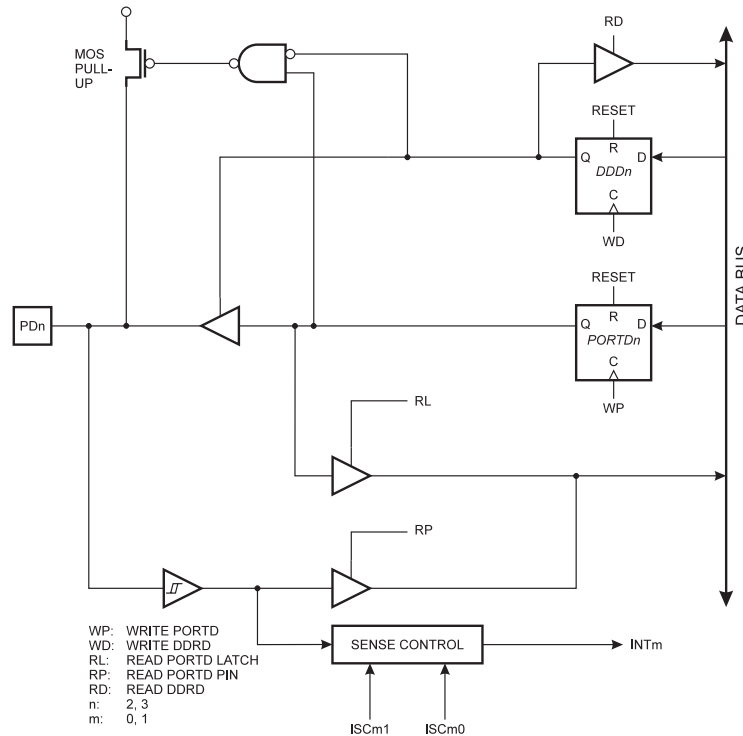 RD
MOS
PULL-
UP
RESET
R
Q
D
DDDn
C
WD
DATA BUS
RESET
R
Q
D
PORTDn
C
WP
PDn
RL
RP
SENSE CONTROL
INTm
ISCm1
ISCm0
WP: WRITE PORTD
WD: WRITE DDRD
RL: READ PORTD LATCH
RP: READ PORTD PIN
RD: READ DDRD
n: 2, 3
m: 0, 1